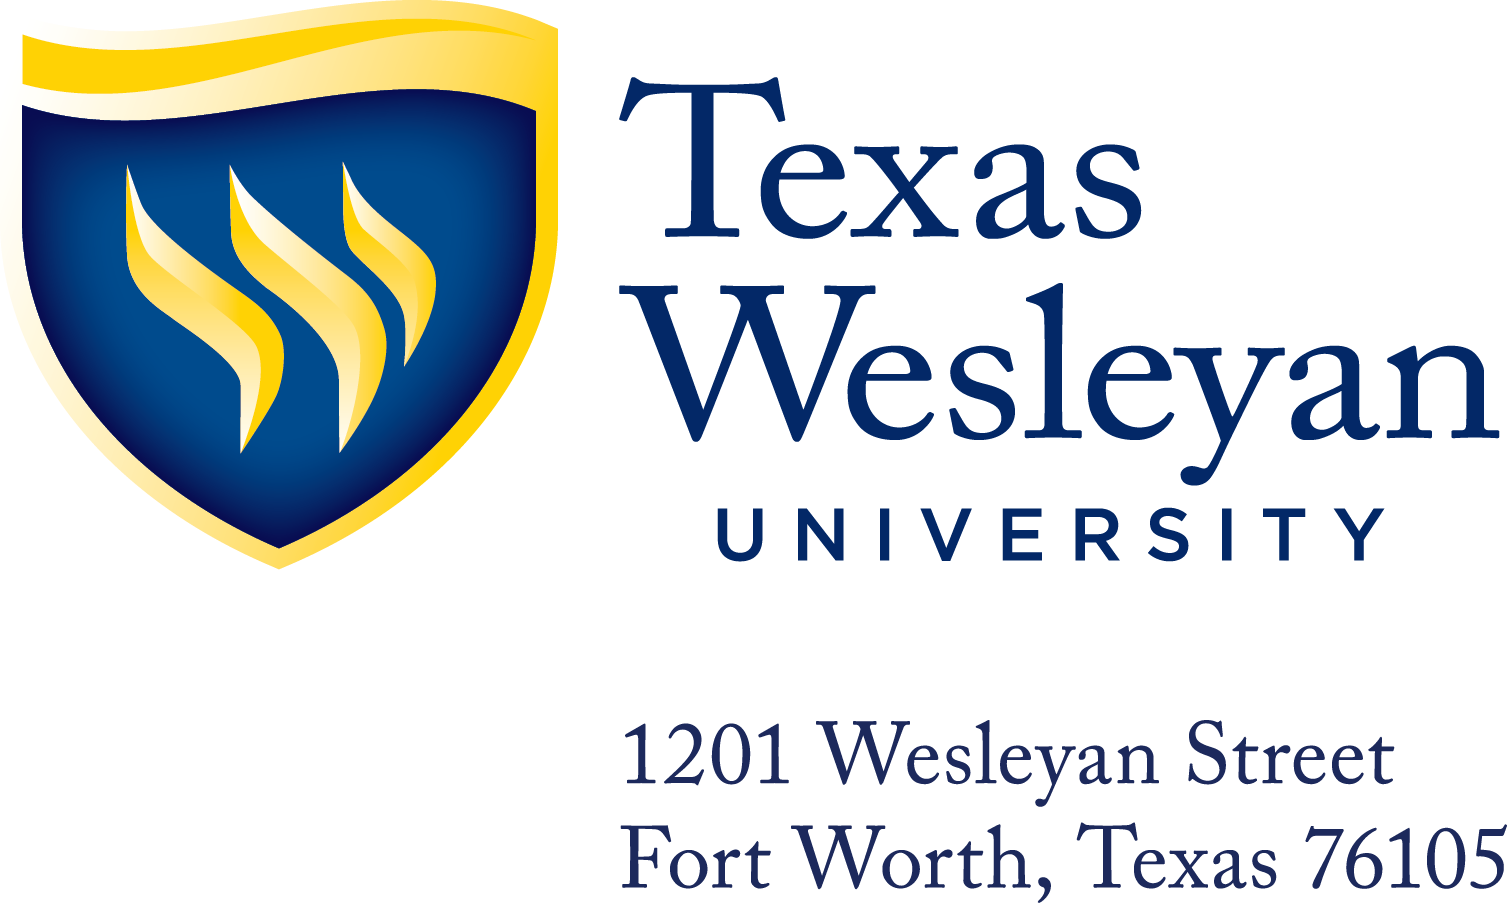 Texas
Wesleyan
UNIVERSITY
1201 Wesleyan Street
Fort Worth, Texas 76105